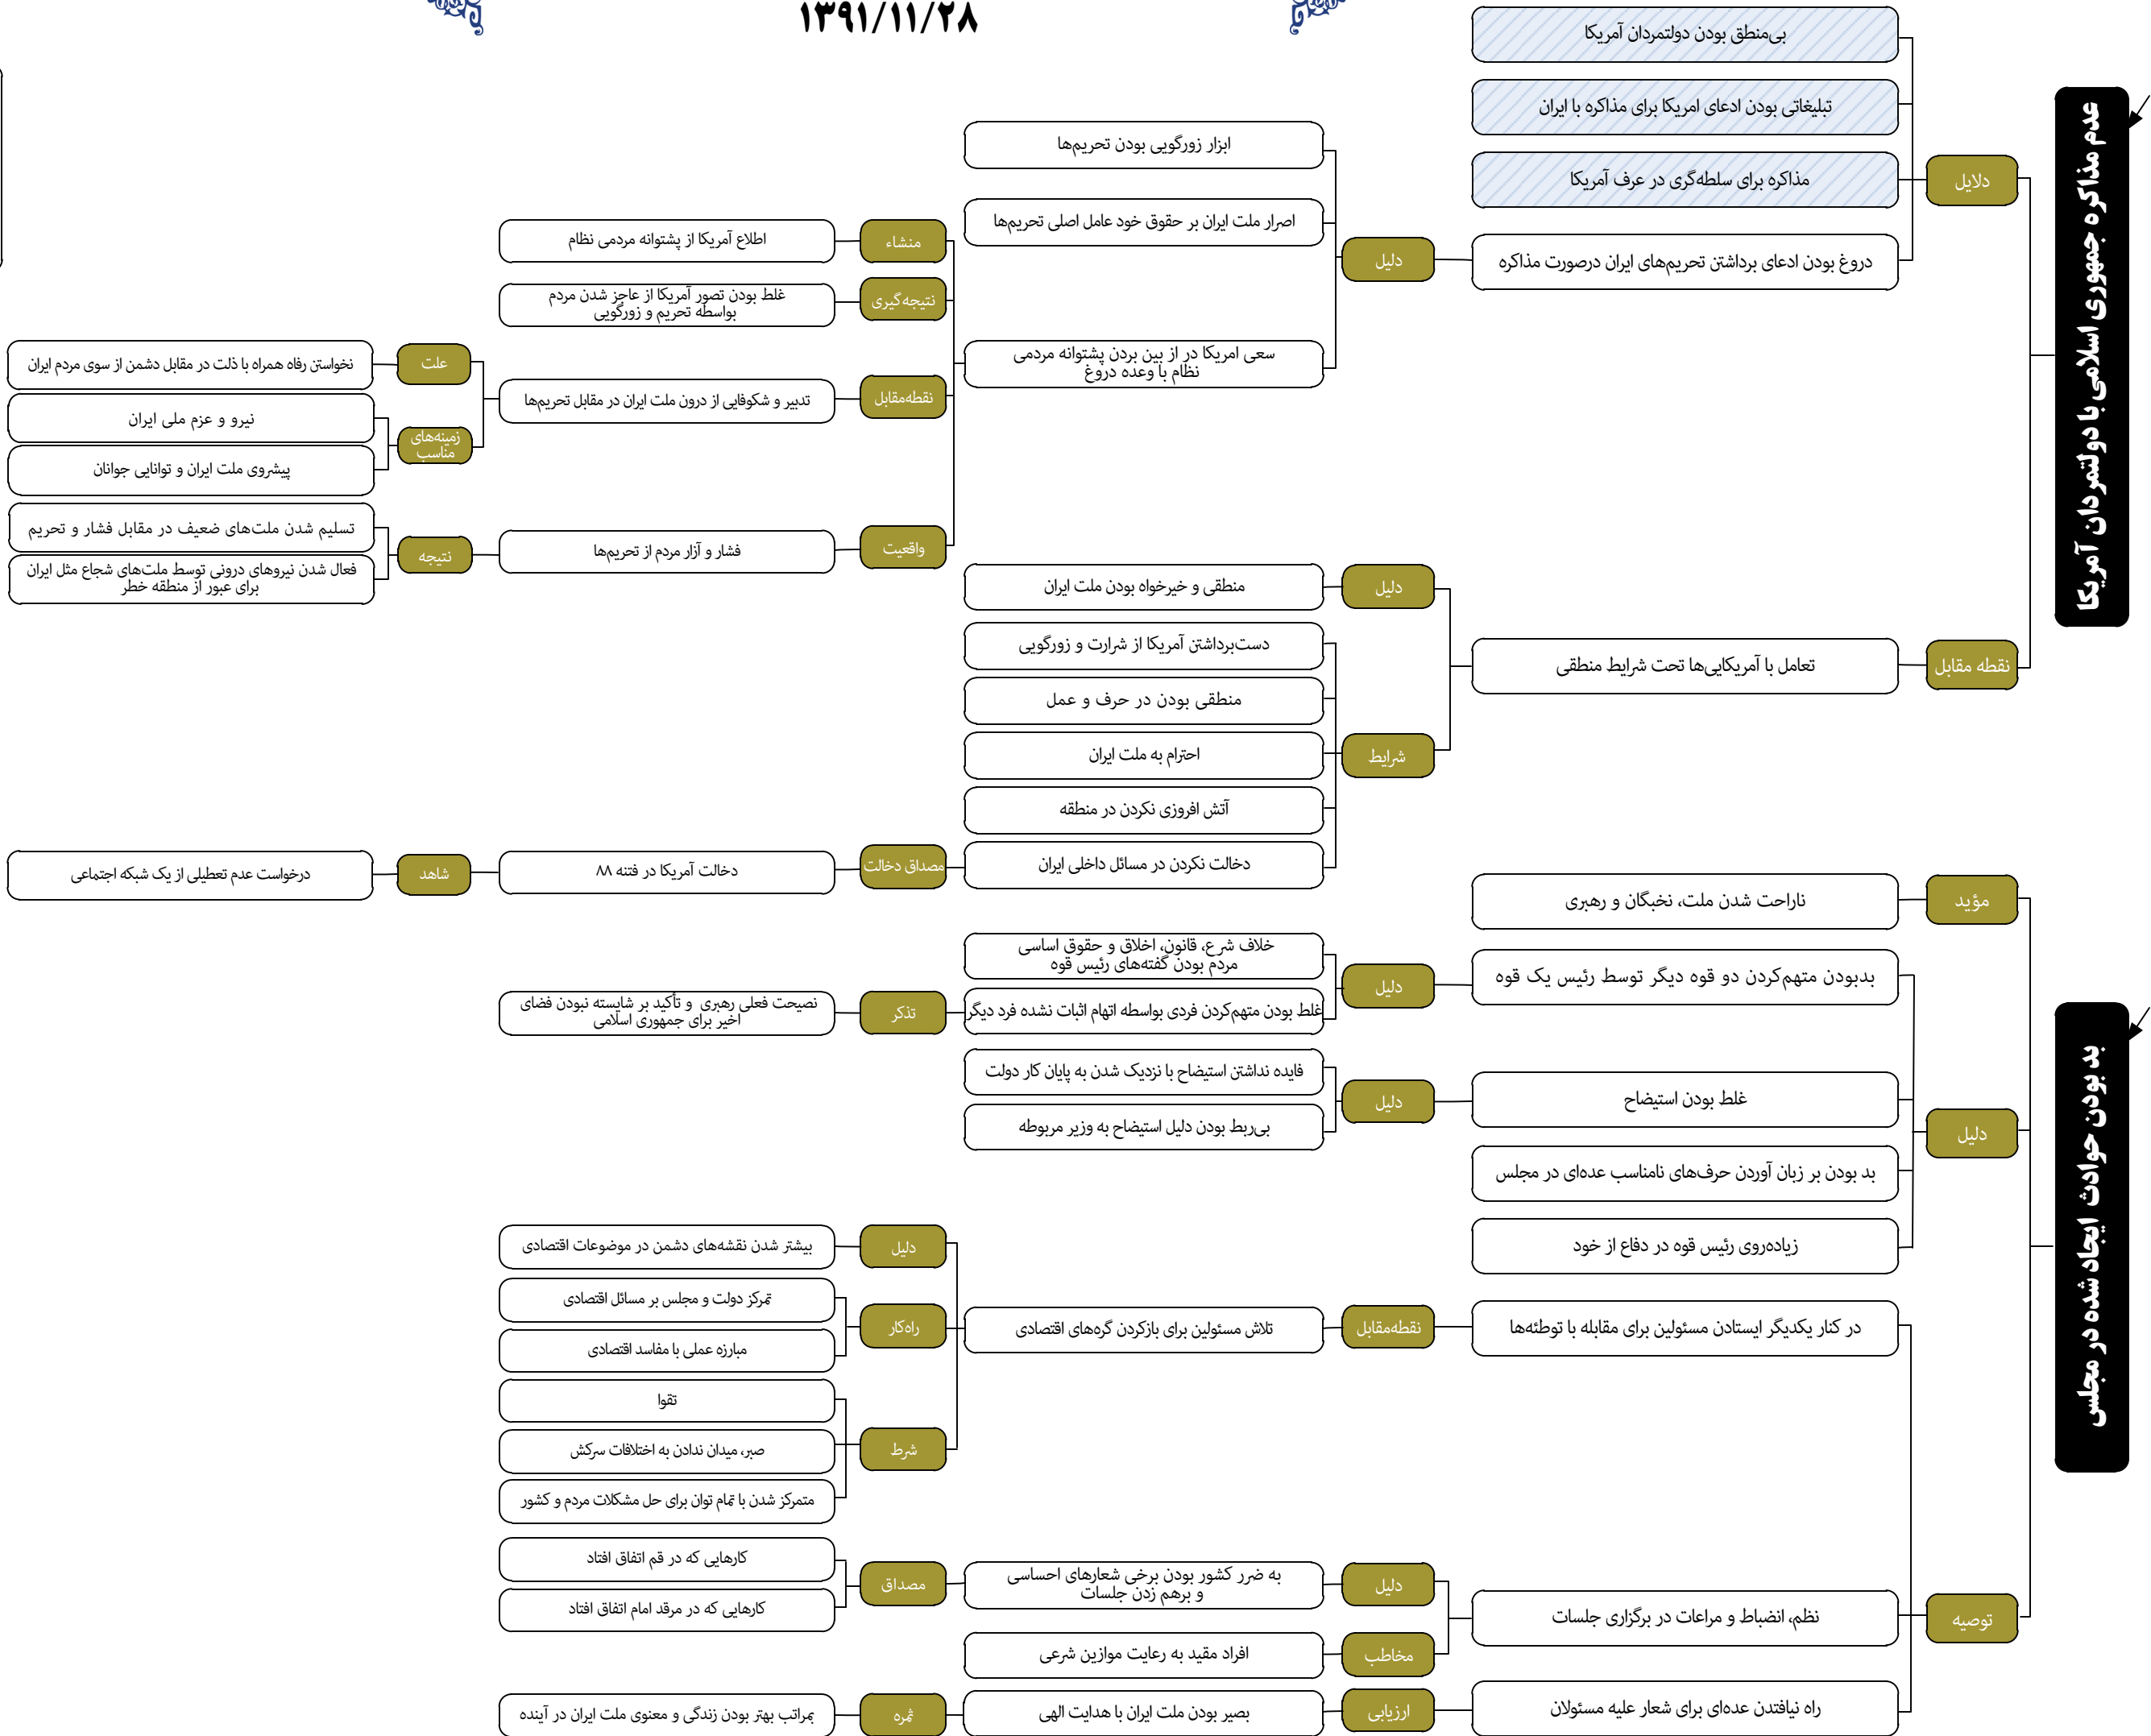 ۱۳۹۱/۱۱/۲۸
عدم مذاکره جمهوری اسلامی با دولتمردان آمریکا
دلایل
بی‌منطق بودن دولتمردان آمریکا
تبلیغاتی بودن ادعای امریکا برای مذاکره با ایران
مذاکره برای سلطه‌گری در عرف آمریکا
دروغ بودن ادعای برداشتن تحریم‌های ایران درصورت مذاکره
دلیل
ابزار زورگویی بودن تحریم‌ها
اصرار ملت ایران بر حقوق خود عامل اصلی تحریم‌ها
سعی امریکا در از بین بردن پشتوانه مردمی
نظام با وعده دروغ
منشاء
اطلاع آمریکا از پشتوانه مردمی نظام
نتیجه‌گیری
غلط بودن تصور آمریکا از عاجز شدن مردم
بواسطه تحریم و زورگویی
نقطه‌مقابل
تدبیر و شکوفایی از درون ملت ایران در مقابل تحریم‌ها
علت
نخواستن رفاه همراه با ذلت در مقابل دشمن از سوی مردم ایران
زمینه‌های
مناسب
نیرو و عزم ملی ایران
پیشروی ملت ایران و توانایی جوانان
واقعیت
فشار و آزار مردم از تحریم‌ها
نتیجه
تسلیم شدن ملت‌های ضعیف در مقابل فشار و تحریم
فعال شدن نیروهای درونی توسط ملت‌های شجاع مثل ایران
برای عبور از منطقه خطر
نقطه مقابل
تعامل با آمریکایی‌ها تحت شرایط منطقی
دلیل
منطقی و خیرخواه بودن ملت ایران
شرایط
دست‌برداشتن آمریکا از شرارت و زورگویی
منطقی بودن در حرف و عمل
احترام به ملت ایران
آتش افروزی نکردن در منطقه
دخالت نکردن در مسائل داخلی ایران
مصداق دخالت
دخالت آمریکا در فتنه ۸۸
شاهد
درخواست عدم تعطیلی از یک شبکه اجتماعی
بد بودن حوادث ایجاد شده در مجلس
مؤید
ناراحت شدن ملت، نخبگان و رهبری
دلیل
بدبودن متهم‌کردن دو قوه دیگر توسط رئیس یک قوه
دلیل
خلاف شرع، قانون، اخلاق و حقوق اساسی
مردم بودن گفته‌های رئیس قوه
غلط بودن متهم‌کردن فردی بواسطه اتهام اثبات نشده فرد دیگر
تذکر
نصیحت فعلی رهبری و تأکید بر شایسته نبودن فضای
اخیر برای جمهوری اسلامی
غلط بودن استیضاح
دلیل
فایده نداشتن استیضاح با نزدیک شدن به پایان کار دولت
بی‌ربط بودن دلیل استیضاح به وزیر مربوطه
بد بودن بر زبان آوردن حرف‌های نامناسب عده‌ای در مجلس
زیاده‌روی رئیس قوه در دفاع از خود
توصیه
در کنار یکدیگر ایستادن مسئولین برای مقابله با توطئه‌ها
نقطه‌مقابل
تلاش مسئولین برای بازکردن گره‌های اقتصادی
دلیل
بیشتر شدن نقشه‌های دشمن در موضوعات اقتصادی
راه‌کار
تمرکز دولت و مجلس بر مسائل اقتصادی
مبارزه عملی با مفاسد اقتصادی
شرط
تقوا
صبر، میدان ندادن به اختلافات سرکش
متمرکز شدن با تمام توان برای حل مشکلات مردم و کشور
نظم، انضباط و مراعات در برگزاری جلسات
دلیل
به ضرر کشور بودن برخی شعارهای احساسی
و برهم زدن جلسات
مصداق
کارهایی که در قم اتفاق افتاد
کارهایی که در مرقد امام اتفاق افتاد
مخاطب
افراد مقید به رعایت موازین شرعی
راه نیافتدن عده‌ای برای شعار علیه مسئولان
ارزیابی
بصیر بودن ملت ایران با هدایت الهی
ثمره
بمراتب بهتر بودن زندگی و معنوی ملت ایران در آینده